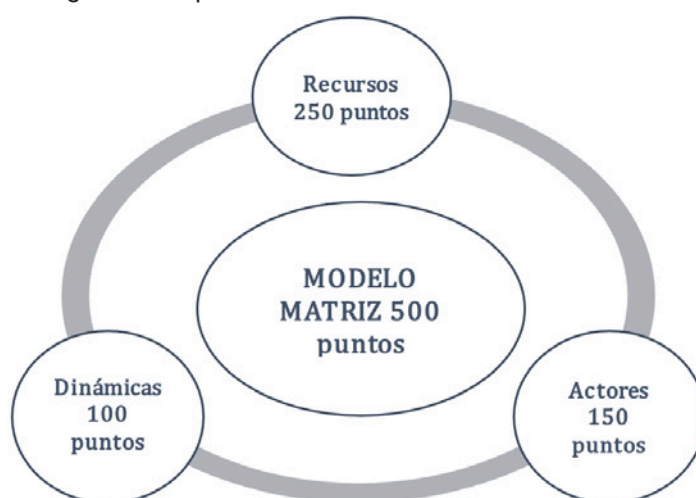 Recursos
250 puntos
MODELO
MATRIZ 500
puntos
Dinámicas
100
puntos
Actores
150
puntos